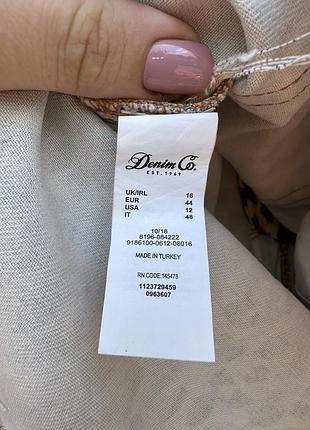 Denim Co.
EST. 1969
UK/IRL 16
EUR 44
USA 12
IT 48
10/18
8196-084222
9186100-0612-08016
MADE IN TURKEY
RN CODE:145478
1123729459
0963607